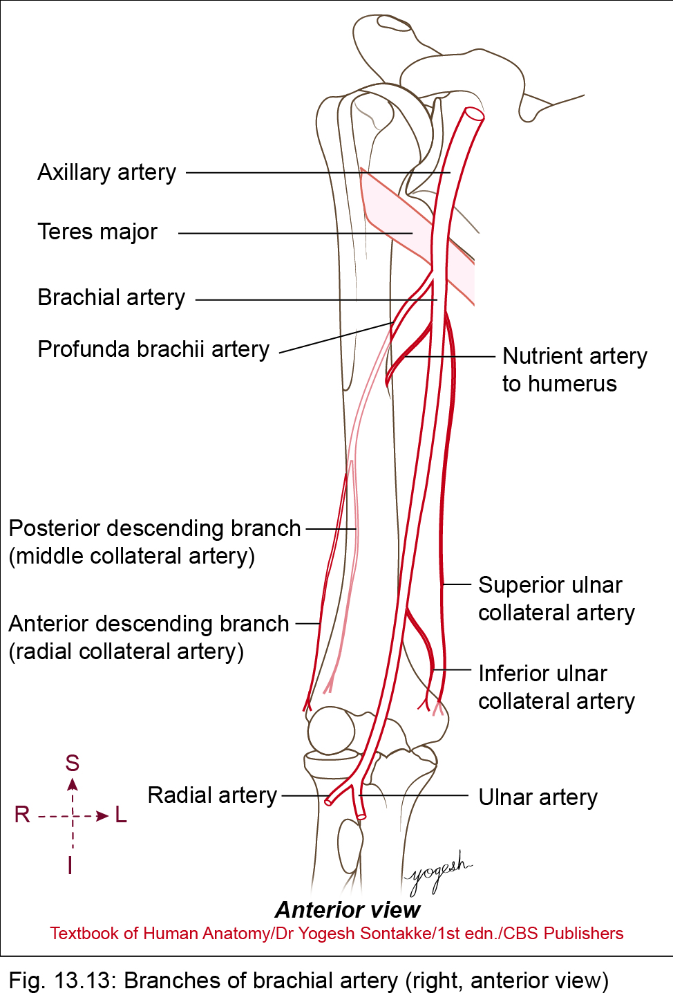 Axillary artery
Teres major
Brachial artery
Profunda brachii artery
Nutrient artery
to humerus
Posterior descending branch
(middle collateral artery)
Superior ulnar
collateral artery
Anterior descending branch
(radial collateral artery)
Inferior ulnar
collateral artery
S
R
L
I
Radial artery
Ulnar artery
yogesh
Anterior view
Textbook of Human Anatomy/Dr Yogesh Sontakke/1st edn./CBS Publishers
Fig. 13.13: Branches of brachial artery (right, anterior view)